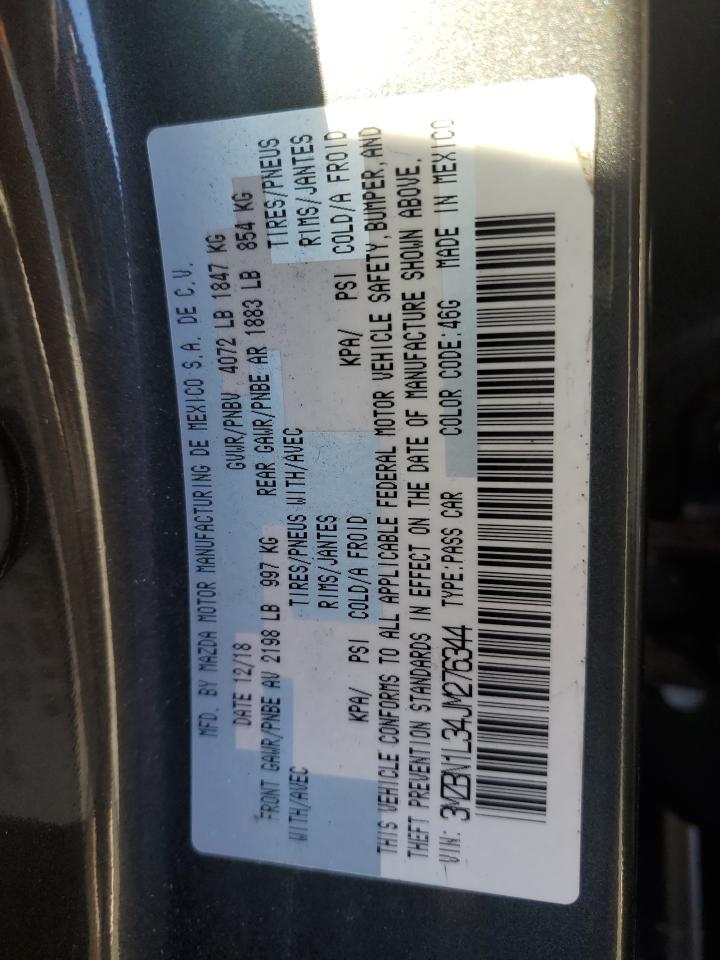 MFD. BY MAZDA MOTOR MANUFACTURING DE MEXICO S.A. DE C.V.
DATE 12/18 GVWR/PNBV 4072 LB 1847 KG
FRONT GAWR/PNBE AV 2198 LB 997 KG REAR GAWR/PNBE AR 1883 LB 854 KG
WITH/AVEC TIRES/PNEUS WITH/AVEC TIRES/PNEUS
RIMS/JANTES RIMS/JANTES
KPA/ PSI COLD/A FROID KPA/ PSI COLD/A FROID
THIS VEHICLE CONFORMS TO ALL APPLICABLE FEDERAL MOTOR VEHICLE SAFETY, BUMPER, AND
THEFT PREVENTION STANDARDS IN EFFECT ON THE DATE OF MANUFACTURE SHOWN ABOVE.
VIN: 3MZBN1L34JM276344 TYPE:PASS CAR COLOR CODE:46G MADE IN MEXICO